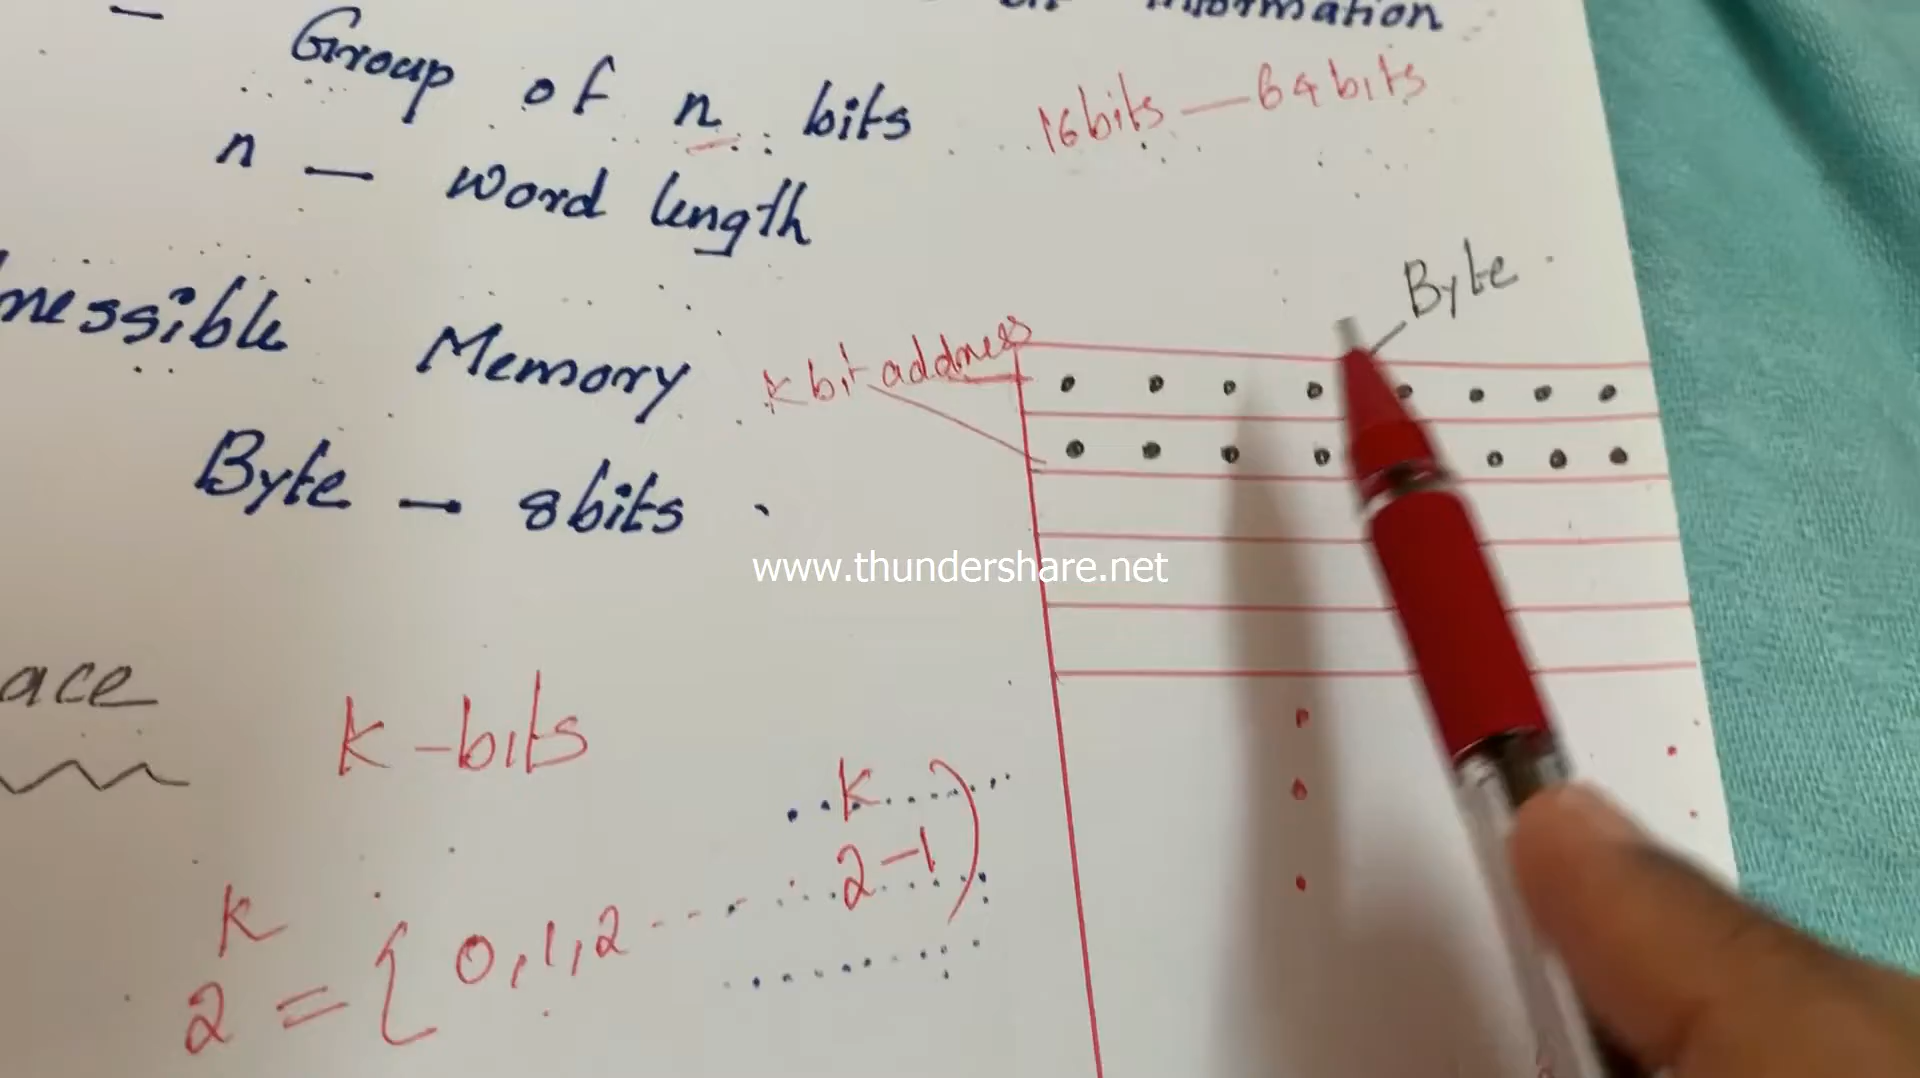 information
Group of n bits
16bits — 64bits
n — word length
Byte
Memory
k bit address
Byte — 8bits
www.thundershare.net
ace
k-bits
k
2 = { 0,1,2 ---
k
2-1)